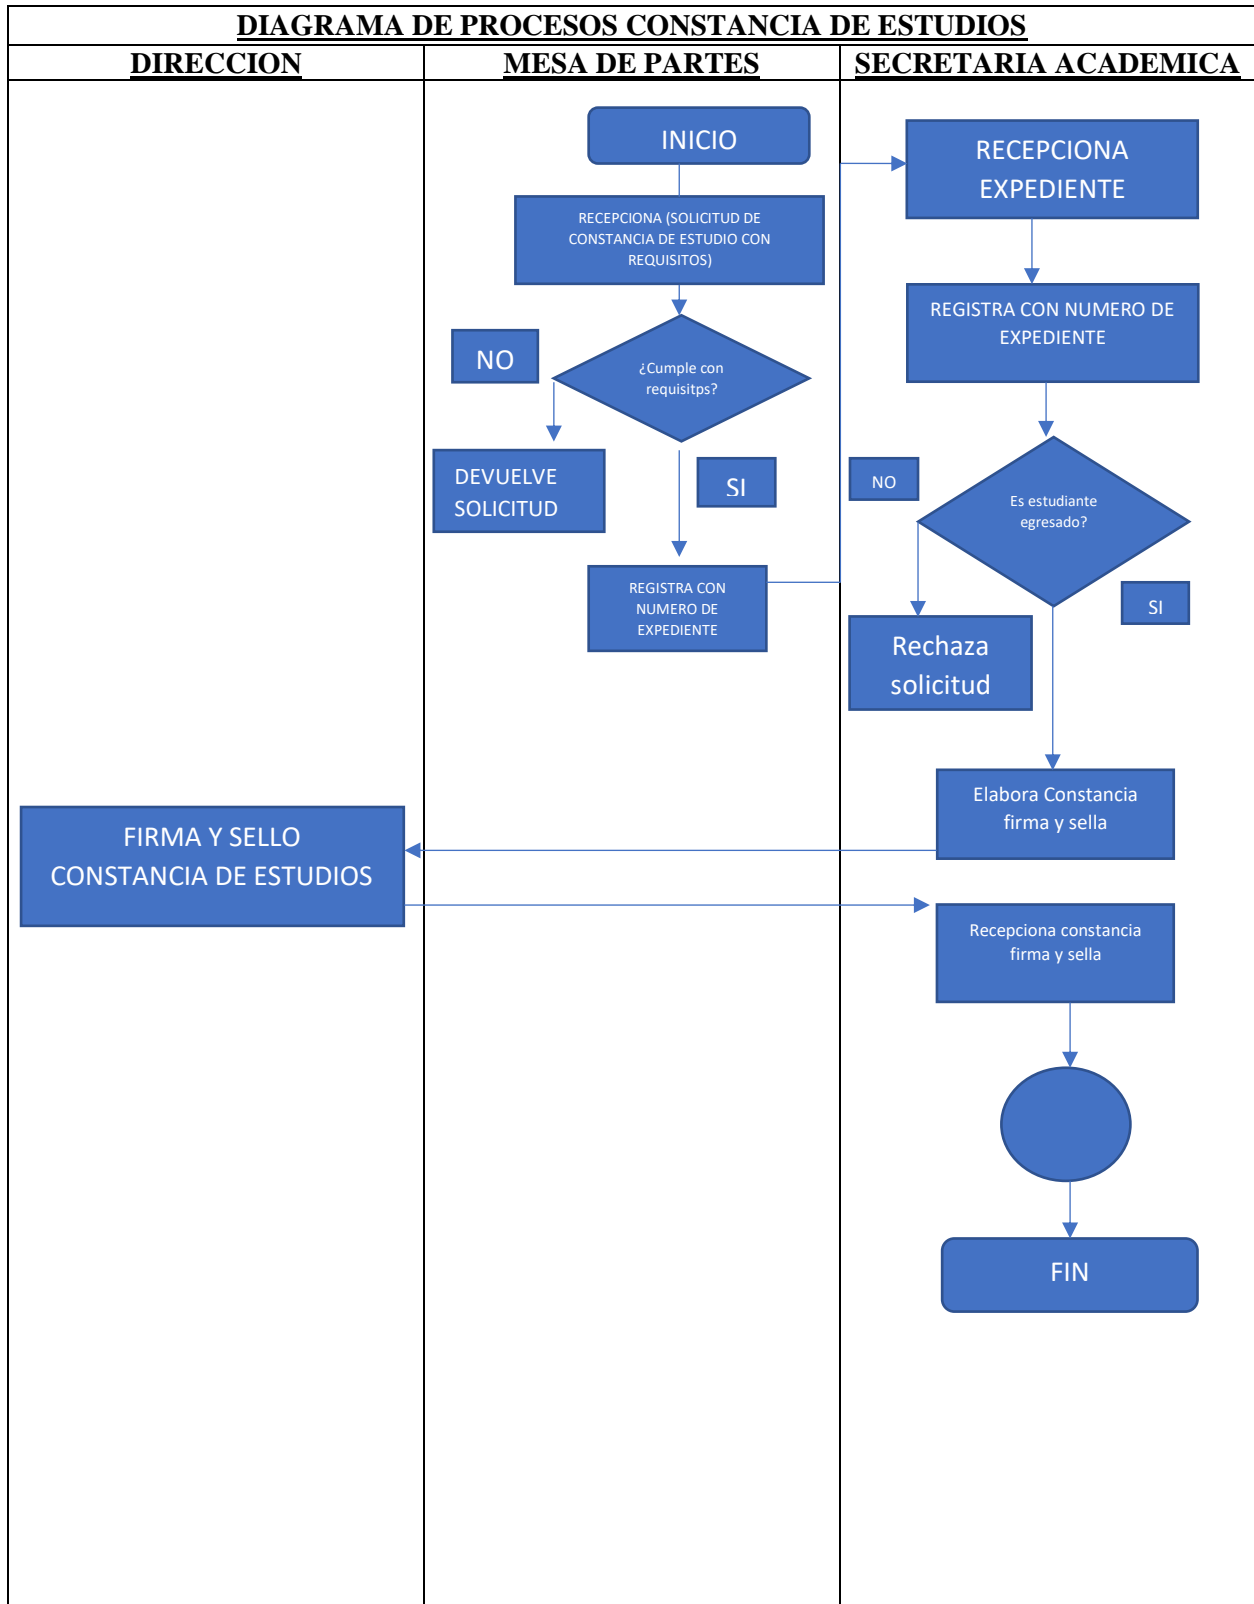 DIAGRAMA DE PROCESOS CONSTANCIA DE ESTUDIOS
DIRECCION
MESA DE PARTES
SECRETARIA ACADEMICA
INICIO
RECEPCIONA (SOLICITUD DE
CONSTANCIA DE ESTUDIO CON
REQUISITOS)
¿Cumple con
requisitps?
NO
DEVUELVE
SOLICITUD
SI
REGISTRA CON
NUMERO DE
EXPEDIENTE
RECEPCIONA
EXPEDIENTE
REGISTRA CON NUMERO DE
EXPEDIENTE
Es estudiante
egresado?
NO
Rechaza
solicitud
SI
Elabora Constancia
firma y sella
FIRMA Y SELLO
CONSTANCIA DE ESTUDIOS
Recepciona constancia
firma y sella
FIN